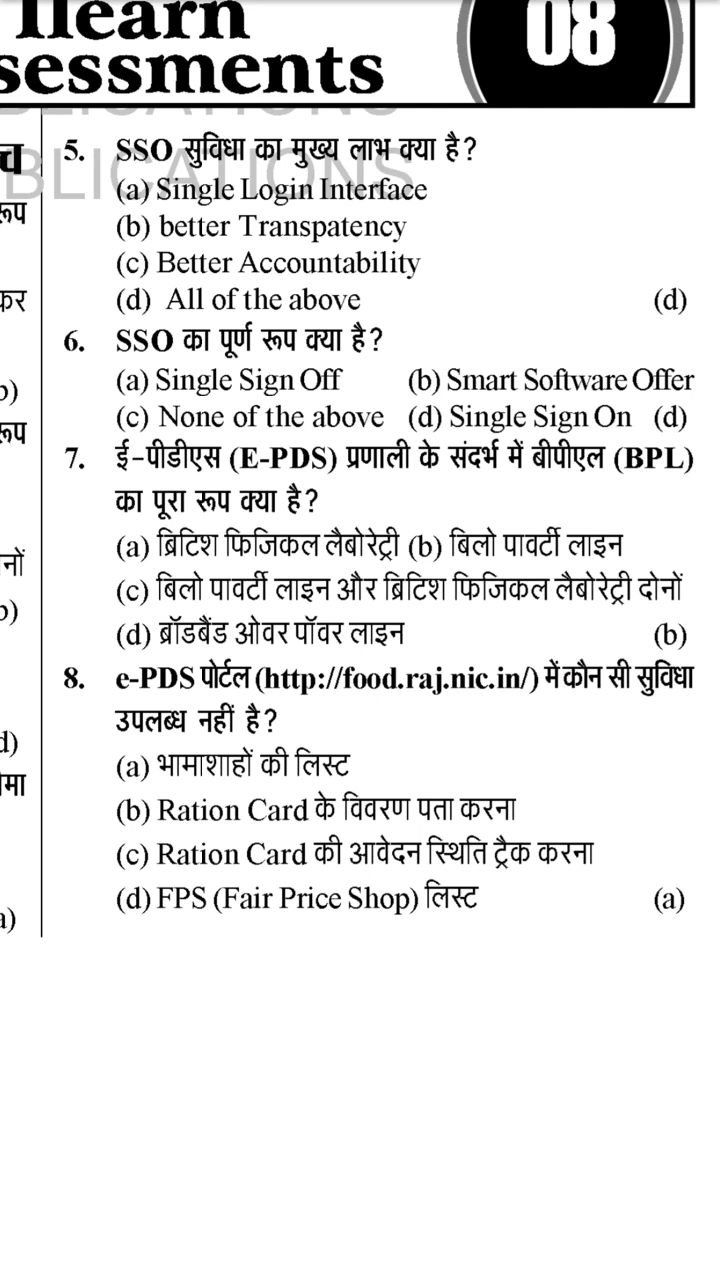 Ilearn
sessments
08
BLICATIONS
च
रूप
कर
b)
रूप
नों
b)
d)
मा
a)
5. SSO सुविधा का मुख्य लाभ क्या है?
(a) Single Login Interface
(b) better Transpatency
(c) Better Accountability
(d) All of the above (d)
6. SSO का पूर्ण रूप क्या है?
(a) Single Sign Off (b) Smart Software Offer
(c) None of the above (d) Single Sign On (d)
7. ई-पीडीएस (E-PDS) प्रणाली के संदर्भ में बीपीएल (BPL)
का पूरा रूप क्या है?
(a) ब्रिटिश फिजिकल लैबोरेट्री (b) बिलो पावर्टी लाइन
(c) बिलो पावर्टी लाइन और ब्रिटिश फिजिकल लैबोरेट्री दोनों
(d) ब्रॉडबैंड ओवर पॉवर लाइन (b)
8. e-PDS पोर्टल (http://food.raj.nic.in/) में कौन सी सुविधा
उपलब्ध नहीं है?
(a) भामाशाहों की लिस्ट
(b) Ration Card के विवरण पता करना
(c) Ration Card की आवेदन स्थिति ट्रैक करना
(d) FPS (Fair Price Shop) लिस्ट (a)